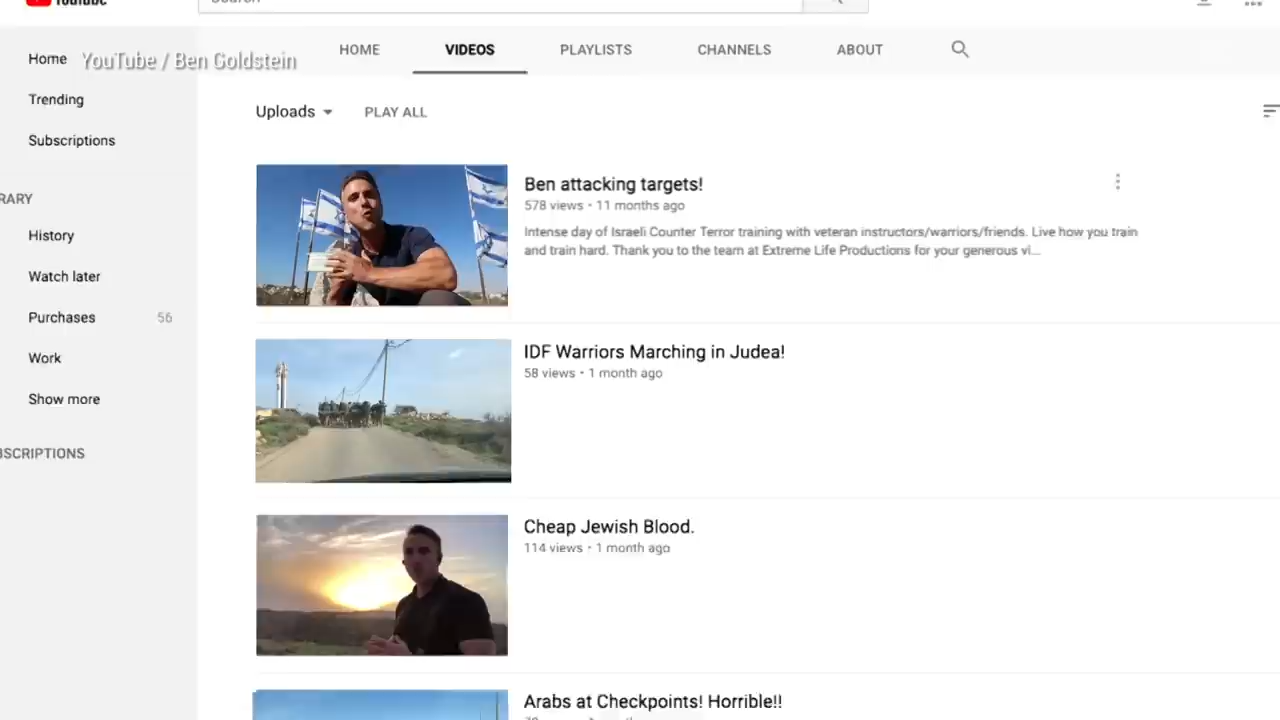 YouTube
Search
Home
YouTube / Ben Goldstein
HOME
VIDEOS
PLAYLISTS
CHANNELS
ABOUT
Trending
Subscriptions
RARY
History
Watch later
Purchases 56
Work
Show more
BSCRIPTIONS
Uploads
PLAY ALL
Ben attacking targets!
578 views • 11 months ago
Intense day of Israeli Counter Terror training with veteran instructors/warriors/friends. Live how you train
and train hard. Thank you to the team at Extreme Life Productions for your generous vi...
IDF Warriors Marching in Judea!
58 views • 1 month ago
Cheap Jewish Blood.
114 views • 1 month ago
Arabs at Checkpoints! Horrible!!